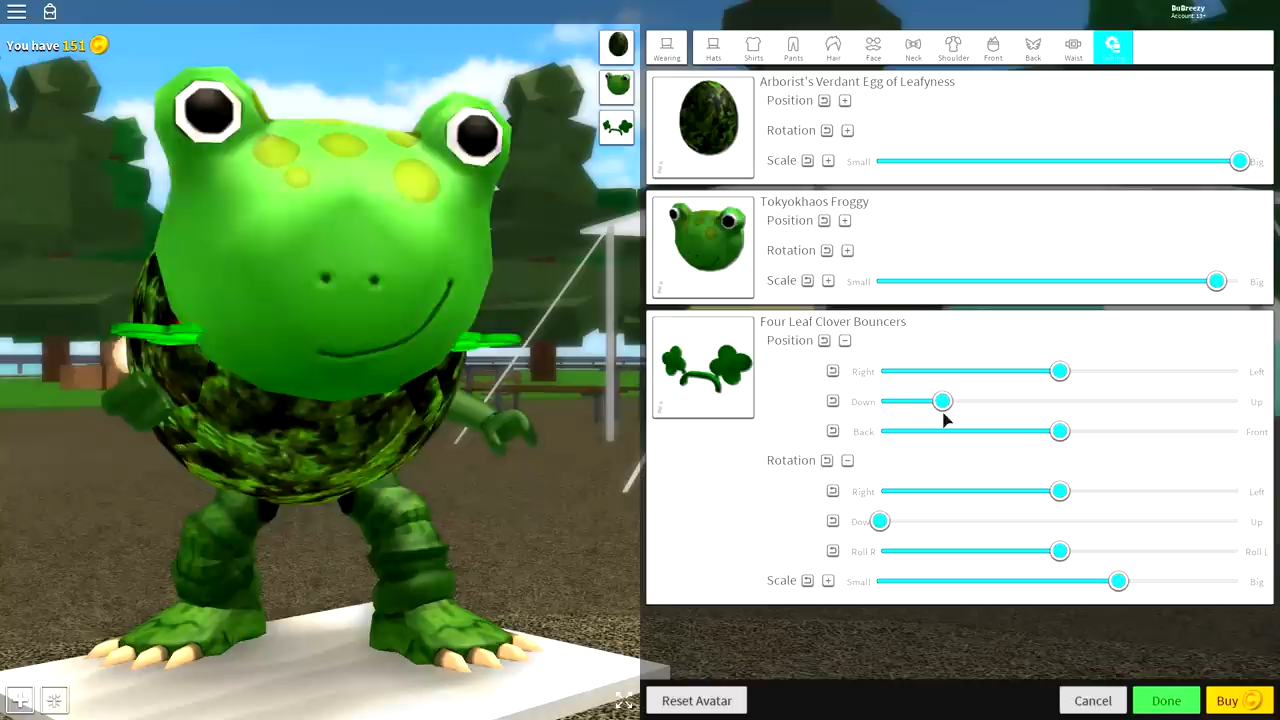 DaBreezy
Account: 13+
You have 151
Wearing
Hats
Shirts
Pants
Hair
Face
Neck
Shoulder
Front
Back
Waist
Arborist's Verdant Egg of Leafyness
Position
Rotation
Scale Small Big
Tokyokhaos Froggy
Position
Rotation
Scale Small Big
Four Leaf Clover Bouncers
Position
Right Left
Down Up
Back Front
Rotation
Right Left
Dow Up
Roll R Roll L
Scale Small Big
Reset Avatar
Cancel
Done
Buy